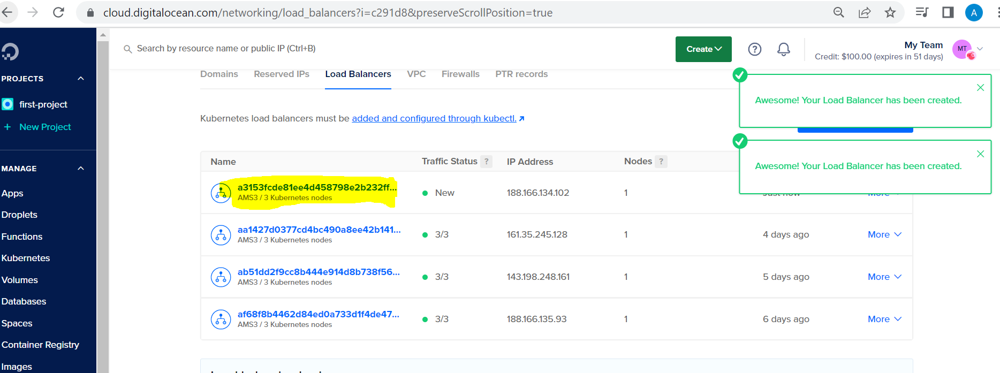 cloud.digitalocean.com/networking/load_balancers?i=c291d8&preserveScrollPosition=true
A
Search by resource name or public IP (Ctrl+B)
Create
?
My Team
Credit: $100.00 (expires in 51 days)
MT
PROJECTS
first-project
+ New Project
MANAGE
Apps
Droplets
Functions
Kubernetes
Volumes
Databases
Spaces
Container Registry
Images
Domains Reserved IPs Load Balancers VPC Firewalls PTR records
Awesome! Your Load Balancer has been created.
Awesome! Your Load Balancer has been created.
Kubernetes load balancers must be added and configured through kubectl.
Name Traffic Status ? IP Address Nodes ?
a3153fcde81ee4d458798e2b232ff... New 188.166.134.102 1
AMS3 / 3 Kubernetes nodes
aa1427d0377cd4bc490a8ee42b141... 3/3 161.35.245.128 1 4 days ago More
AMS3 / 3 Kubernetes nodes
ab51dd2f9cc8b444e914d8b738f56... 3/3 143.198.248.161 1 5 days ago More
AMS3 / 3 Kubernetes nodes
af68f8b4462d84ed0a733d1f4de47... 3/3 188.166.135.93 1 6 days ago More
AMS3 / 3 Kubernetes nodes